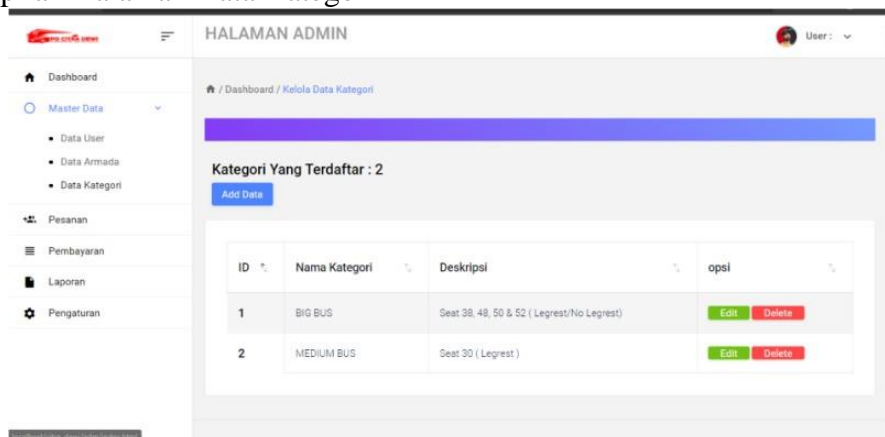 HALAMAN ADMIN
User :
Dashboard
Master Data
Data User
Data Armada
Data Kategori
Pesanan
Pembayaran
Laporan
Pengaturan
/ Dashboard / Kelola Data Kategori
Kategori Yang Terdaftar : 2
Add Data
ID Nama Kategori Deskripsi opsi
1 BIG BUS Seat 38, 48, 50 & 52 ( Legrest/No Legrest) Edit Delete
2 MEDIUM BUS Seat 30 ( Legrest ) Edit Delete